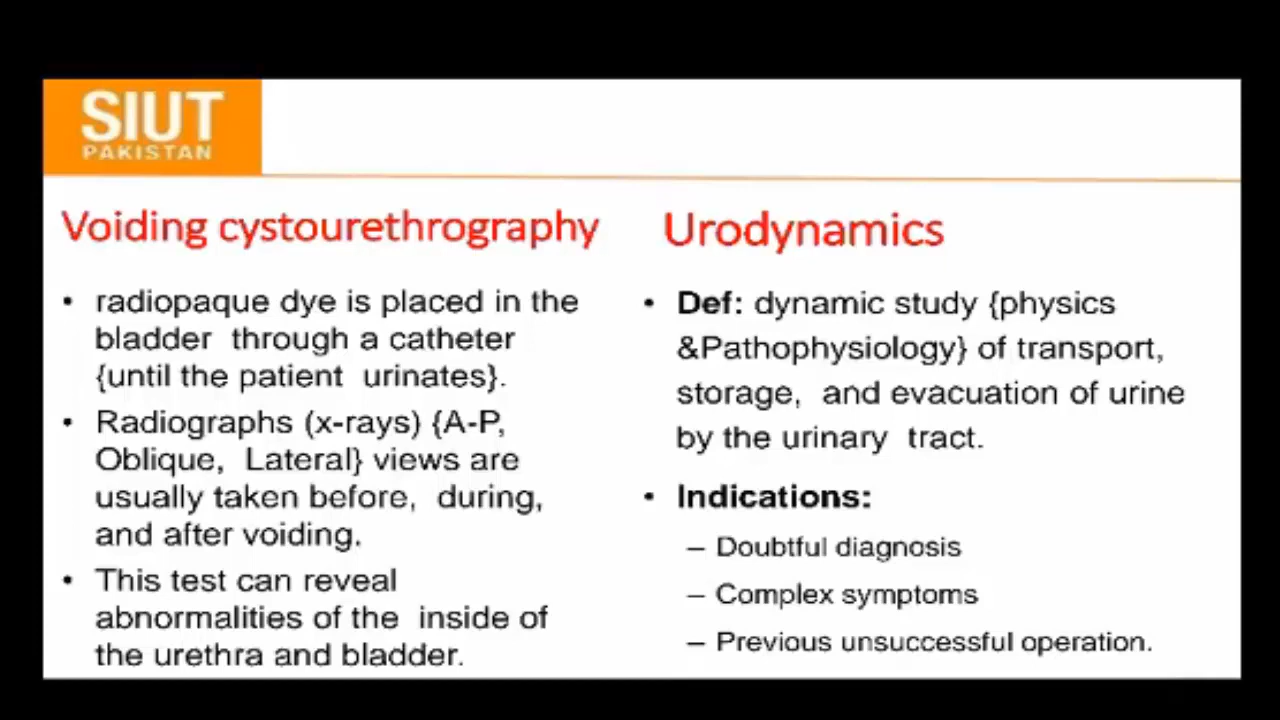 SIUT
PAKISTAN
Voiding cystourethrography
• radiopaque dye is placed in the
bladder through a catheter
{until the patient urinates}.
• Radiographs (x-rays) {A-P,
Oblique, Lateral} views are
usually taken before, during,
and after voiding.
• This test can reveal
abnormalities of the inside of
the urethra and bladder.
Urodynamics
• Def: dynamic study {physics
&Pathophysiology} of transport,
storage, and evacuation of urine
by the urinary tract.
• Indications:
– Doubtful diagnosis
– Complex symptoms
– Previous unsuccessful operation.